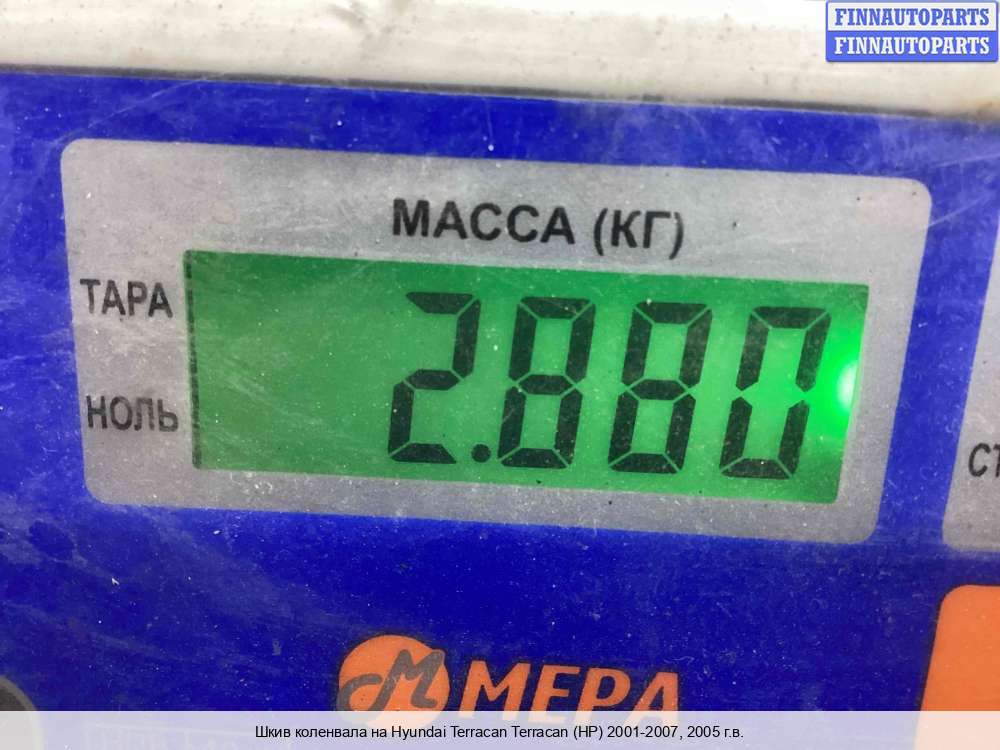 FINNAUTOPARTS
FINNAUTOPARTS
МАССА (КГ)
ТАРА
2.880
НОЛЬ
СТ
М МЕРА
Шкив коленвала на Hyundai Terracan Terracan (HP) 2001-2007, 2005 г.в.